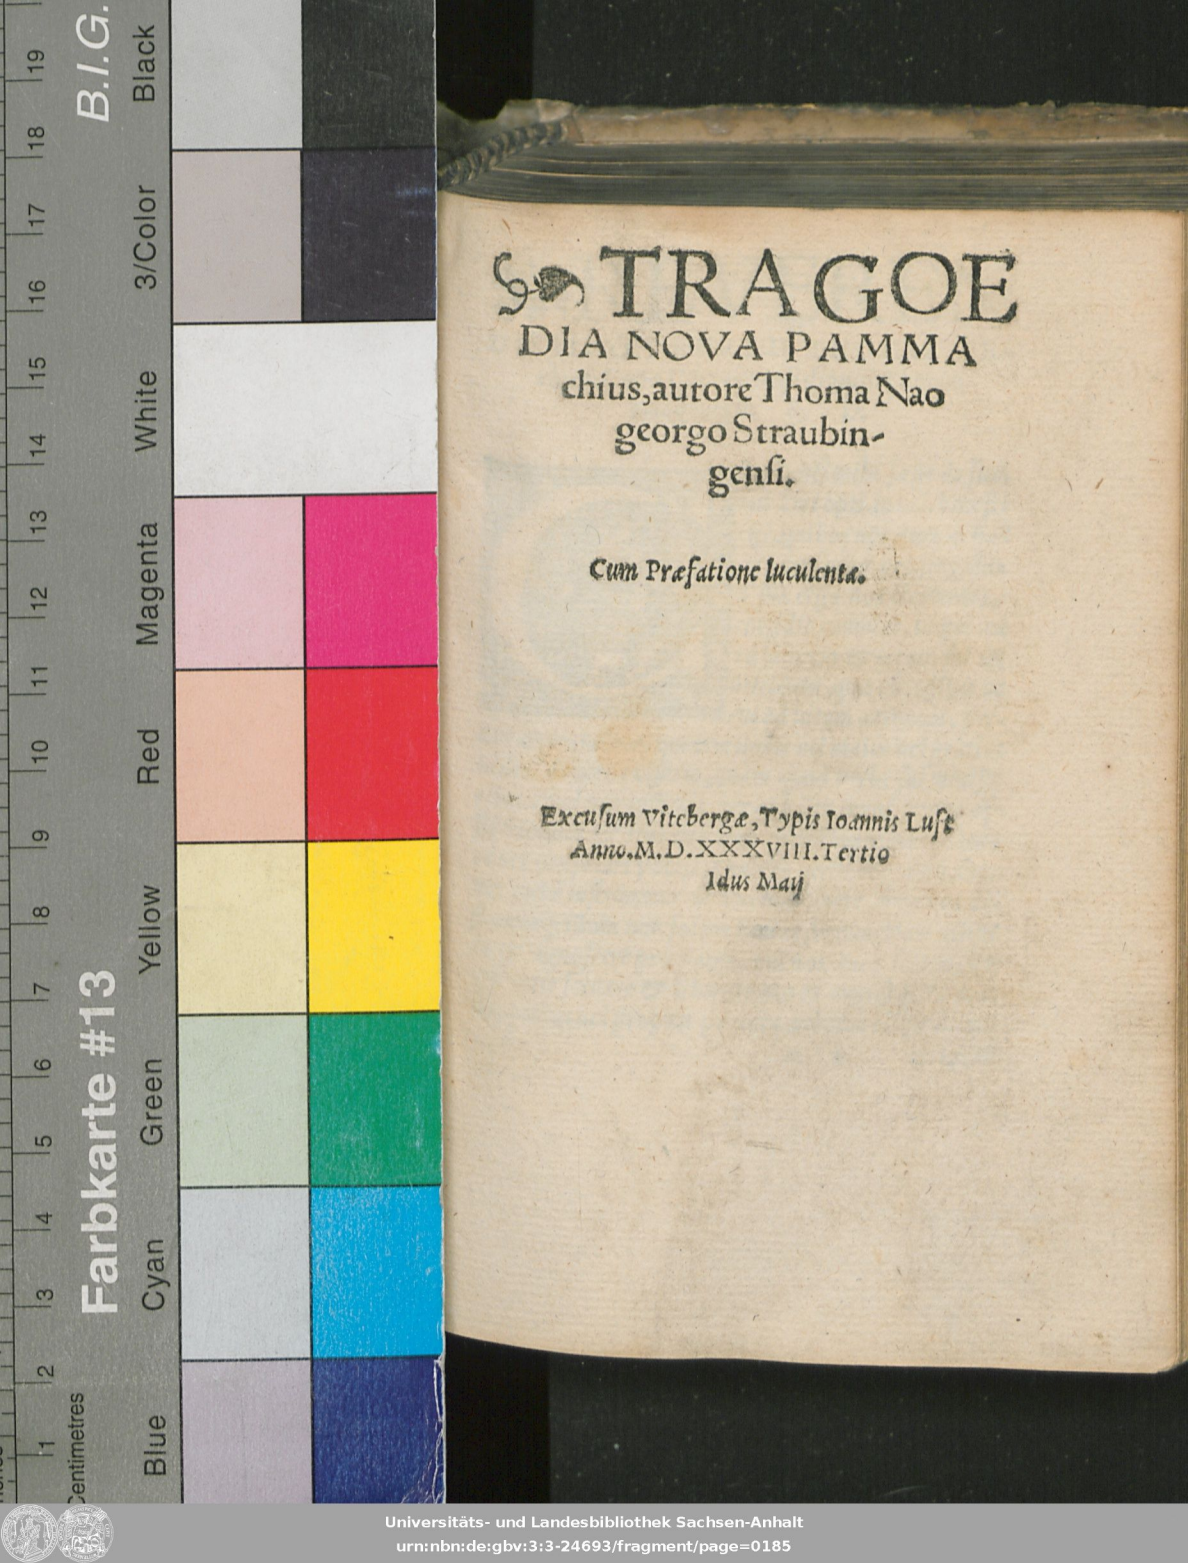 ❧ TRAGOE
DIA NOVA PAMMA
chius, autore Thoma Nao
georgo Straubin-
genſi.
Cum Præfatione luculenta.
Excuſum Vitebergæ, Typis Ioannis Luft
Anno. M. D. XXXVIII. Tertio
Idus Maij
B.I.G.
Farbkarte #13
Black
3/Color
White
Magenta
Red
Yellow
Green
Cyan
Blue
19
18
17
16
15
14
13
12
11
10
9
8
7
6
5
4
3
2
1
Centimetres
Universitäts- und Landesbibliothek Sachsen-Anhalt
urn:nbn:de:gbv:3:3-24693/fragment/page=0185